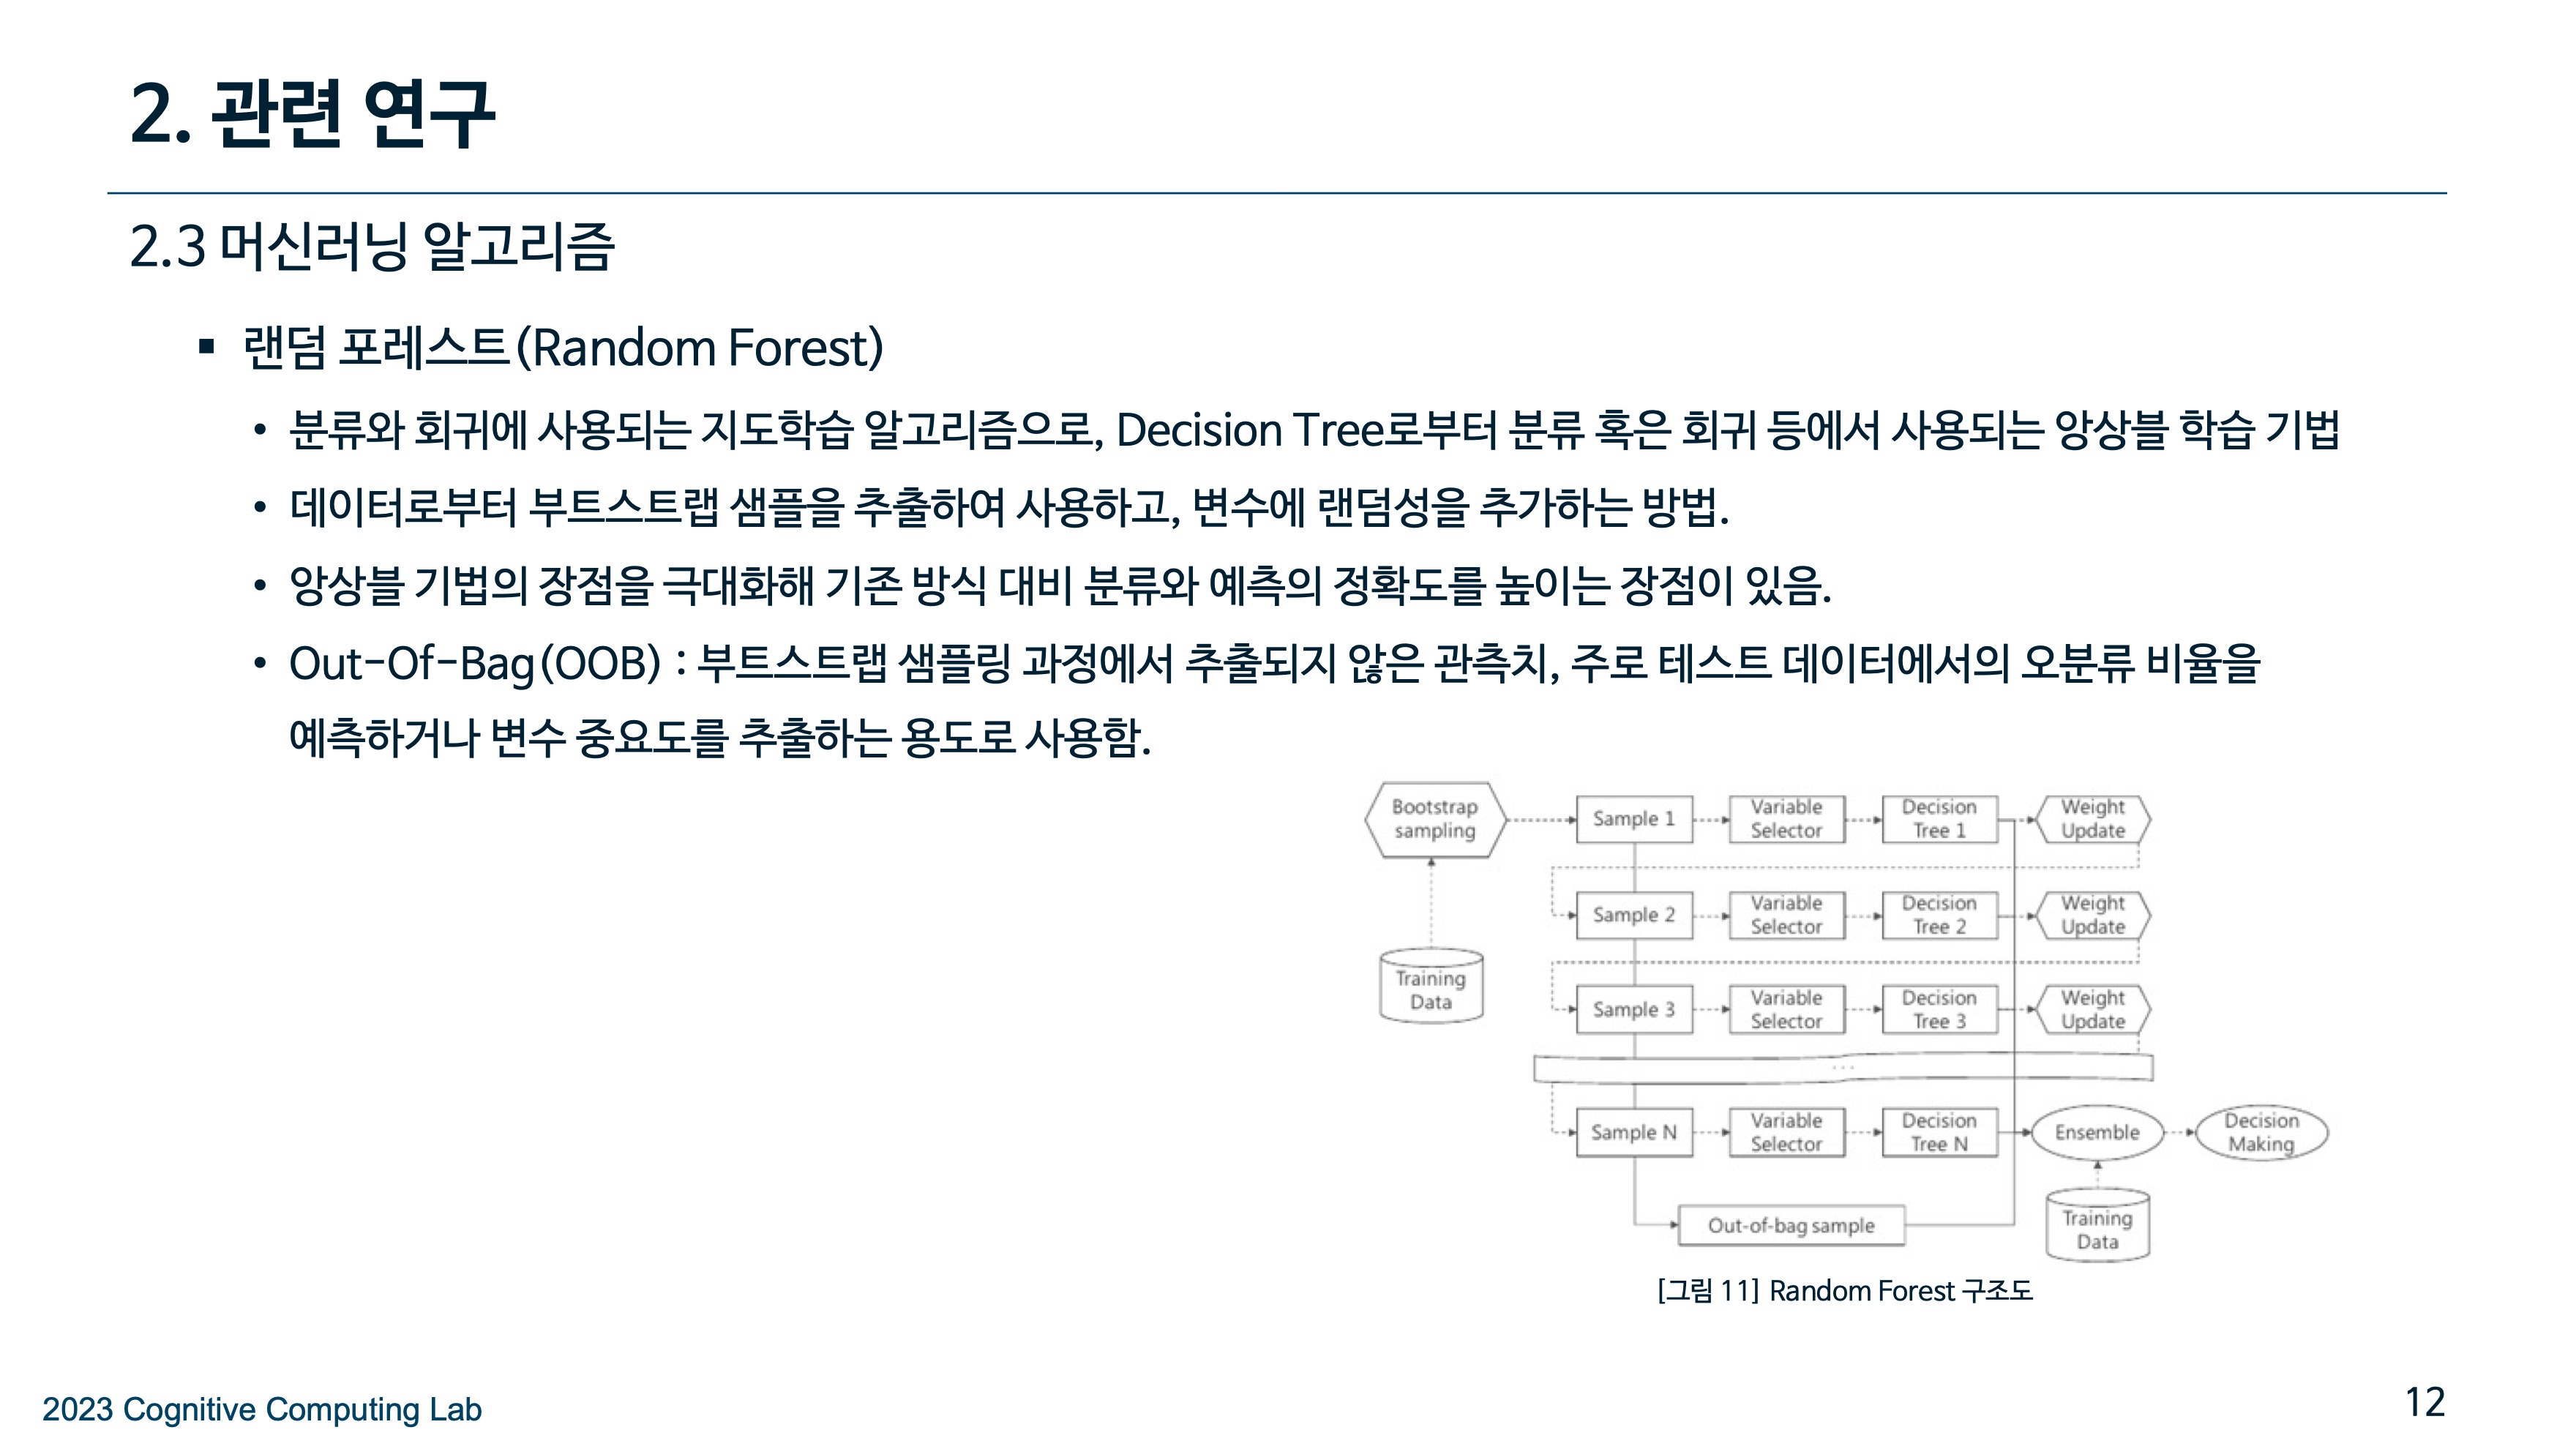 2. 관련 연구
2.3 머신러닝 알고리즘
▪ 랜덤 포레스트(Random Forest)
• 분류와 회귀에 사용되는 지도학습 알고리즘으로, Decision Tree로부터 분류 혹은 회귀 등에서 사용되는 앙상블 학습 기법
• 데이터로부터 부트스트랩 샘플을 추출하여 사용하고, 변수에 랜덤성을 추가하는 방법.
• 앙상블 기법의 장점을 극대화해 기존 방식 대비 분류와 예측의 정확도를 높이는 장점이 있음.
• Out-Of-Bag(OOB) : 부트스트랩 샘플링 과정에서 추출되지 않은 관측치, 주로 테스트 데이터에서의 오분류 비율을
예측하거나 변수 중요도를 추출하는 용도로 사용함.
Bootstrap
sampling
Sample 1
Variable
Selector
Decision
Tree 1
Weight
Update
Sample 2
Variable
Selector
Decision
Tree 2
Weight
Update
Training
Data
Sample 3
Variable
Selector
Decision
Tree 3
Weight
Update
...
Sample N
Variable
Selector
Decision
Tree N
Ensemble
Decision
Making
Out-of-bag sample
Training
Data
[그림 11] Random Forest 구조도
2023 Cognitive Computing Lab
12